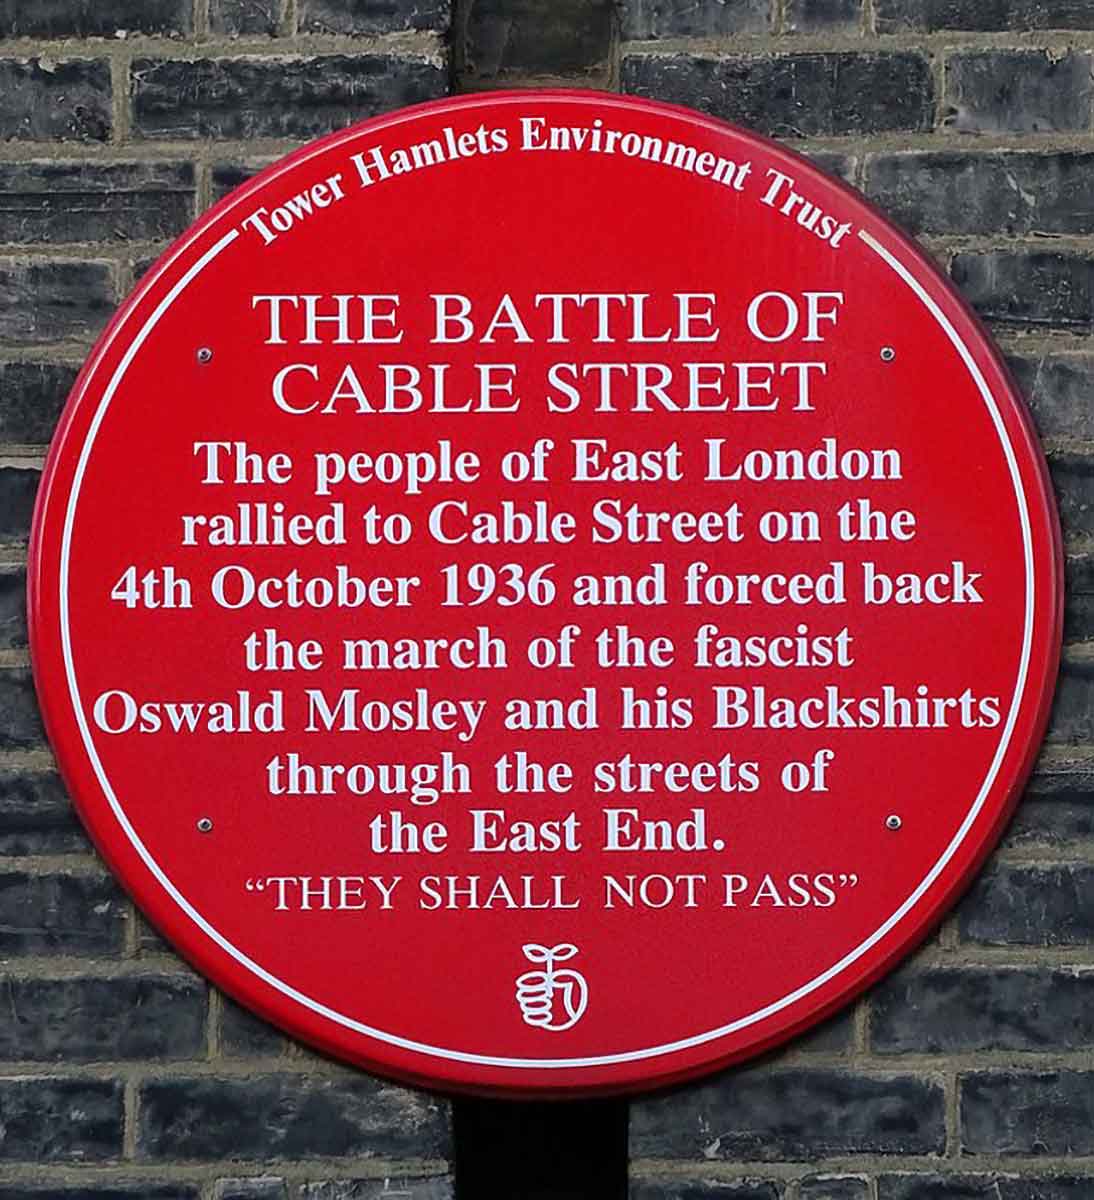 Tower Hamlets Environment Trust
THE BATTLE OF
CABLE STREET
The people of East London
rallied to Cable Street on the
4th October 1936 and forced back
the march of the fascist
Oswald Mosley and his Blackshirts
through the streets of
the East End.
“THEY SHALL NOT PASS”